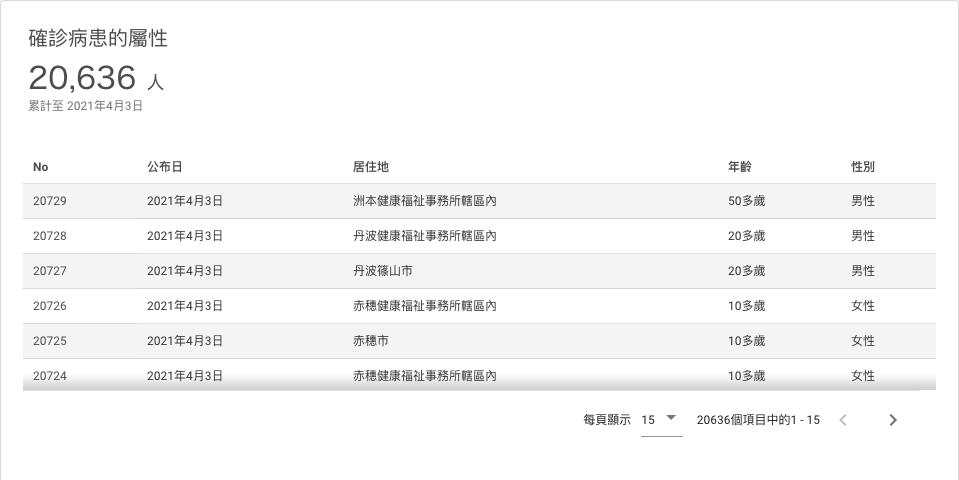 確診病患的屬性
20,636 人
累計至 2021年4月3日
No 公布日 居住地 年齡 性別
20729 2021年4月3日 洲本健康福祉事務所轄區內 50多歲 男性
20728 2021年4月3日 丹波健康福祉事務所轄區內 20多歲 男性
20727 2021年4月3日 丹波篠山市 20多歲 男性
20726 2021年4月3日 赤穗健康福祉事務所轄區內 10多歲 女性
20725 2021年4月3日 赤穗市 10多歲 女性
20724 2021年4月3日 赤穗健康福祉事務所轄區內 10多歲 女性
每頁顯示 15 20636個項目中的1 - 15